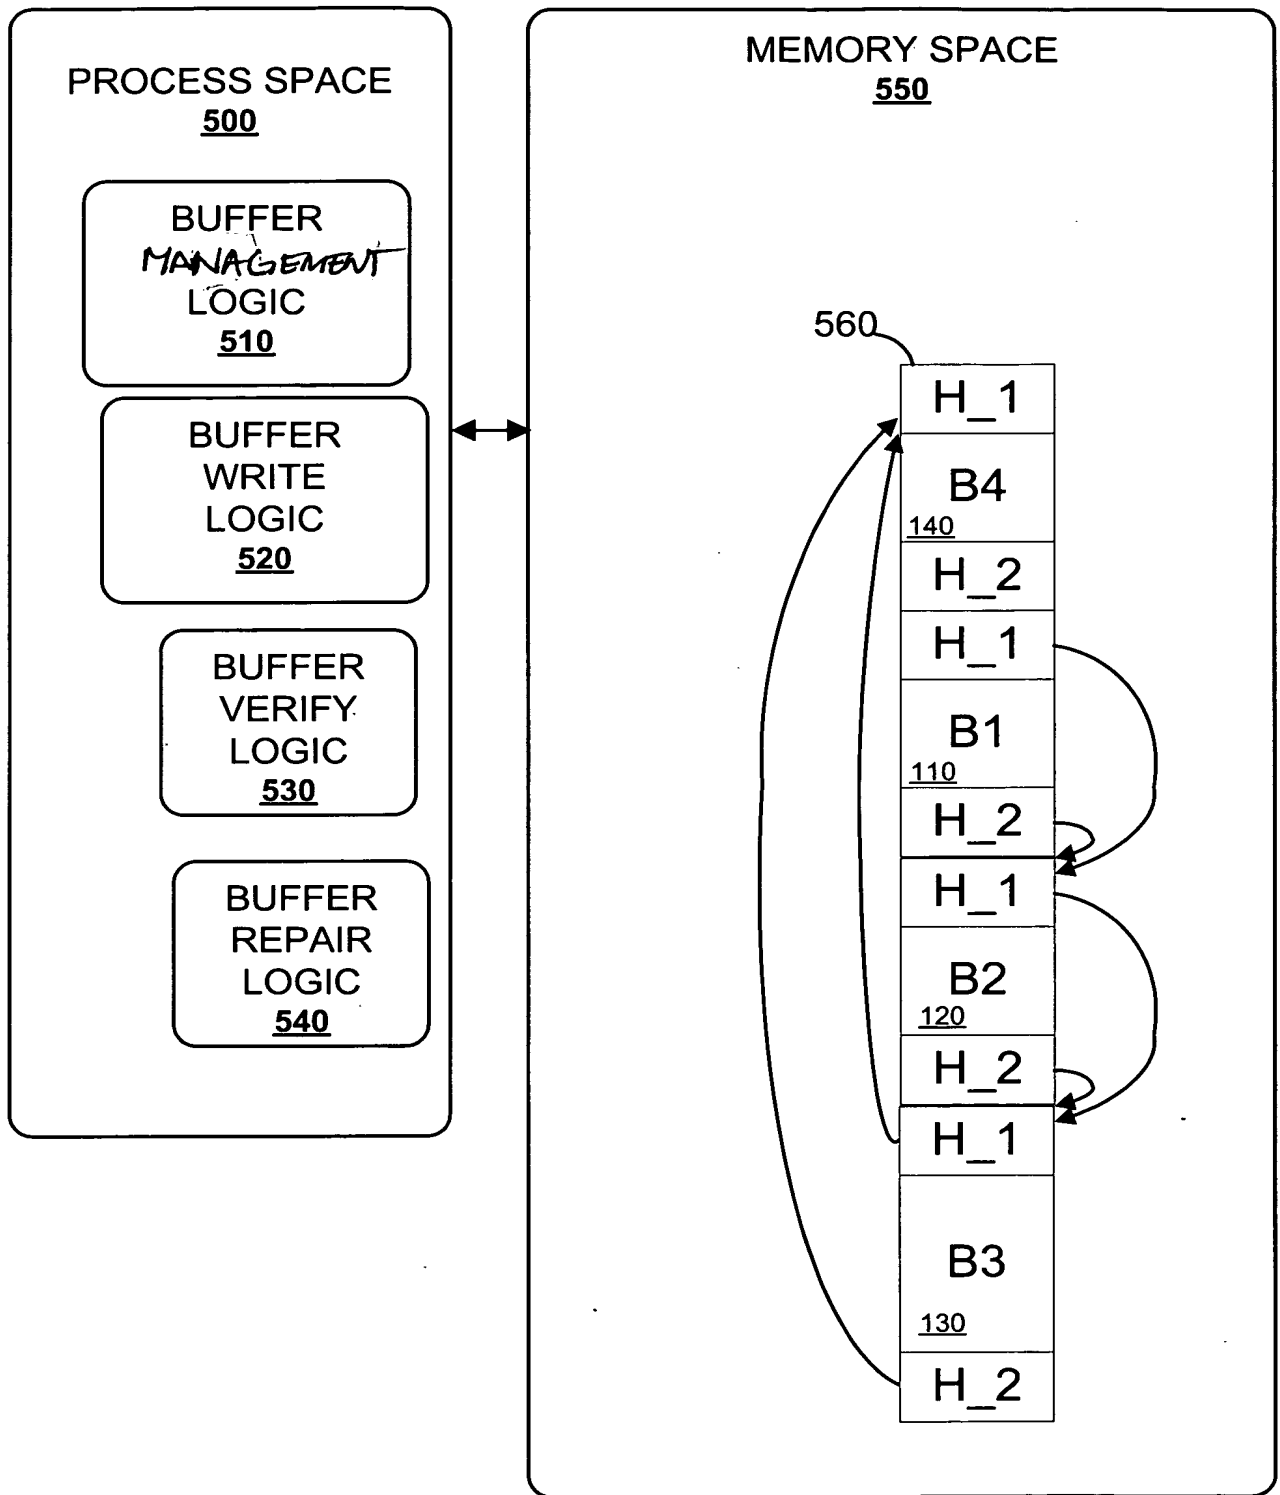 PROCESS SPACE
500
BUFFER
MANAGEMENT
LOGIC
510
BUFFER
WRITE
LOGIC
520
BUFFER
VERIFY
LOGIC
530
BUFFER
REPAIR
LOGIC
540
MEMORY SPACE
550
560
H_1
B4
140
H_2
H_1
B1
110
H_2
H_1
B2
120
H_2
H_1
B3
130
H_2